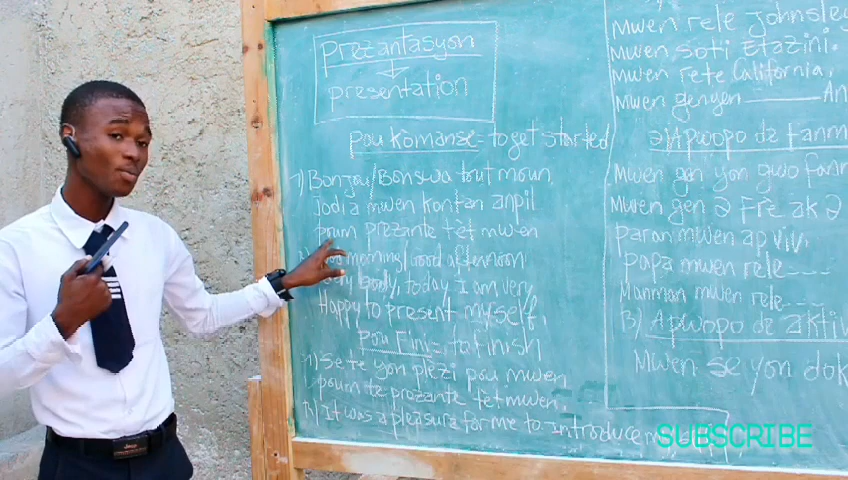 Prezantasyon
presentation
Pou Komanse = to get started
1) Bonjou/Bonswa tout moun,
Jodi a mwen kontan anpil
poum prezante tèt mwen
Good morning/Good afternoon
body, today I am very
Happy to present myself,
Pou Fini = to finish
1) Se te yon plezi pou mwen
poum te prezante tèt mwen.
It was a pleasure for me to introduce
Mwen rele Johnsley
Mwen soti Etazini.
Mwen rete California,
Mwen genyen An
2) Apwopo de fanm
Mwen gen yon gwo fanm
Mwen gen 2 Frè ak 2
Paran mwen ap viv.
papa mwen rele----
Manman mwen rele----
B) Apwopo de aktiv
Mwen se yon dok
SUBSCRIBE